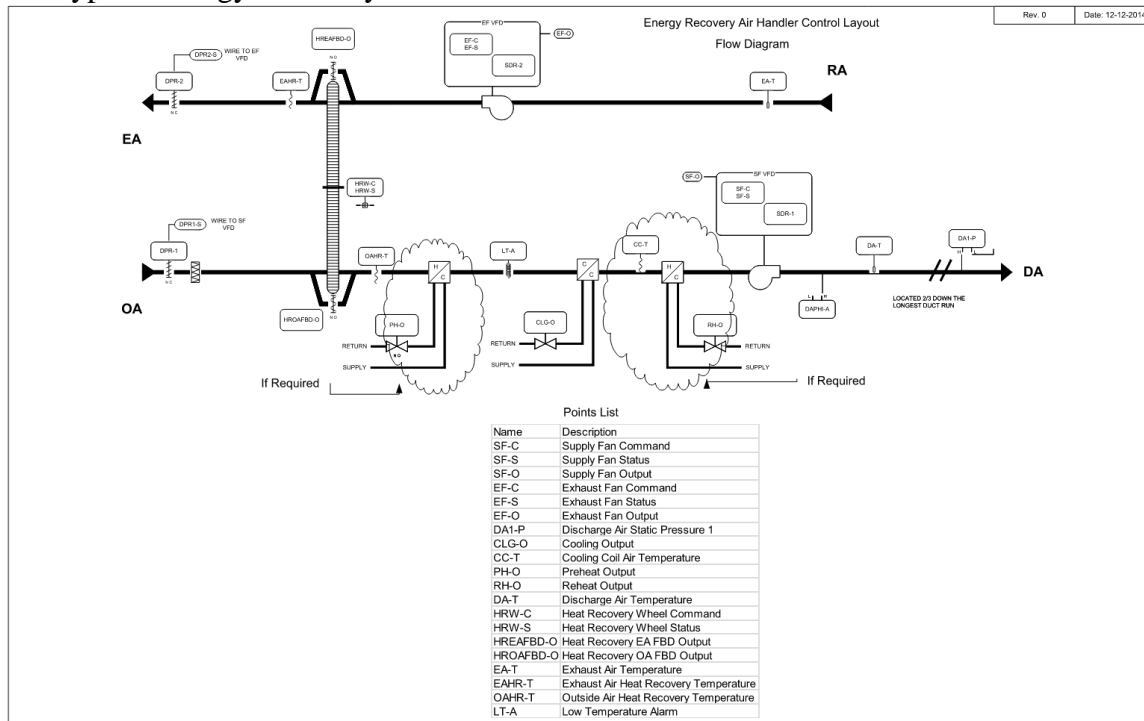 Energy Recovery Air Handler Control Layout
Flow Diagram
Rev. 0
Date: 12-12-2014
HREAFBD-O
N O
EF VFD
EF-C
EF-S
SDR-2
EF-O
DPR2-S
WIRE TO EF
VFD
DPR-2
N C
EAHR-T
EA-T
RA
EA
HRW-C
HRW-S
DPR1-S
WIRE TO SF
VFD
DPR-1
N C
OA
OAHR-T
HROAFBD-O
N O
H
C
LT-A
C
C
CC-T
H
C
SF-O
SF VFD
SF-C
SF-S
SDR-1
DA-T
DA1-P
H
L
DA
L
H
DAPHI-A
LOCATED 2/3 DOWN THE
LONGEST DUCT RUN
PH-O
N O
RETURN
SUPPLY
CLG-O
RETURN
SUPPLY
RH-O
RETURN
SUPPLY
If Required
If Required
Points List
Name Description
SF-C Supply Fan Command
SF-S Supply Fan Status
SF-O Supply Fan Output
EF-C Exhaust Fan Command
EF-S Exhaust Fan Status
EF-O Exhaust Fan Output
DA1-P Discharge Air Static Pressure 1
CLG-O Cooling Output
CC-T Cooling Coil Air Temperature
PH-O Preheat Output
RH-O Reheat Output
DA-T Discharge Air Temperature
HRW-C Heat Recovery Wheel Command
HRW-S Heat Recovery Wheel Status
HREAFBD-O Heat Recovery EA FBD Output
HROAFBD-O Heat Recovery OA FBD Output
EA-T Exhaust Air Temperature
EAHR-T Exhaust Air Heat Recovery Temperature
OAHR-T Outside Air Heat Recovery Temperature
LT-A Low Temperature Alarm